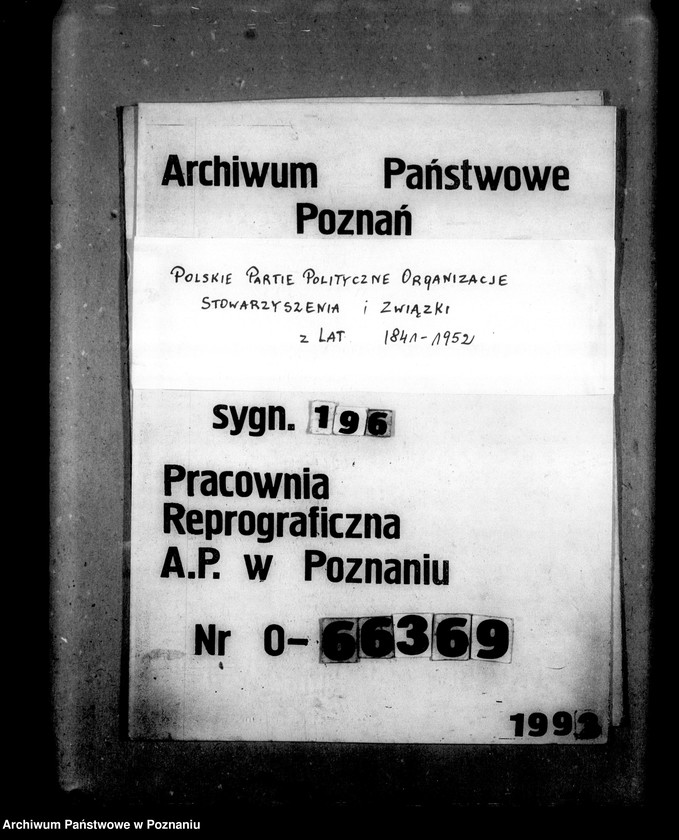 Archiwum Państwowe
Poznań
POLSKIE PARTIE POLITYCZNE ORGANIZACJE
STOWARZYSZENIA i ZWIĄZKI
Z LAT 1841-1952
sygn. 196
Pracownia
Reprograficzna
A.P. w Poznaniu
Nr O-66369
Archiwum Państwowe w Poznaniu